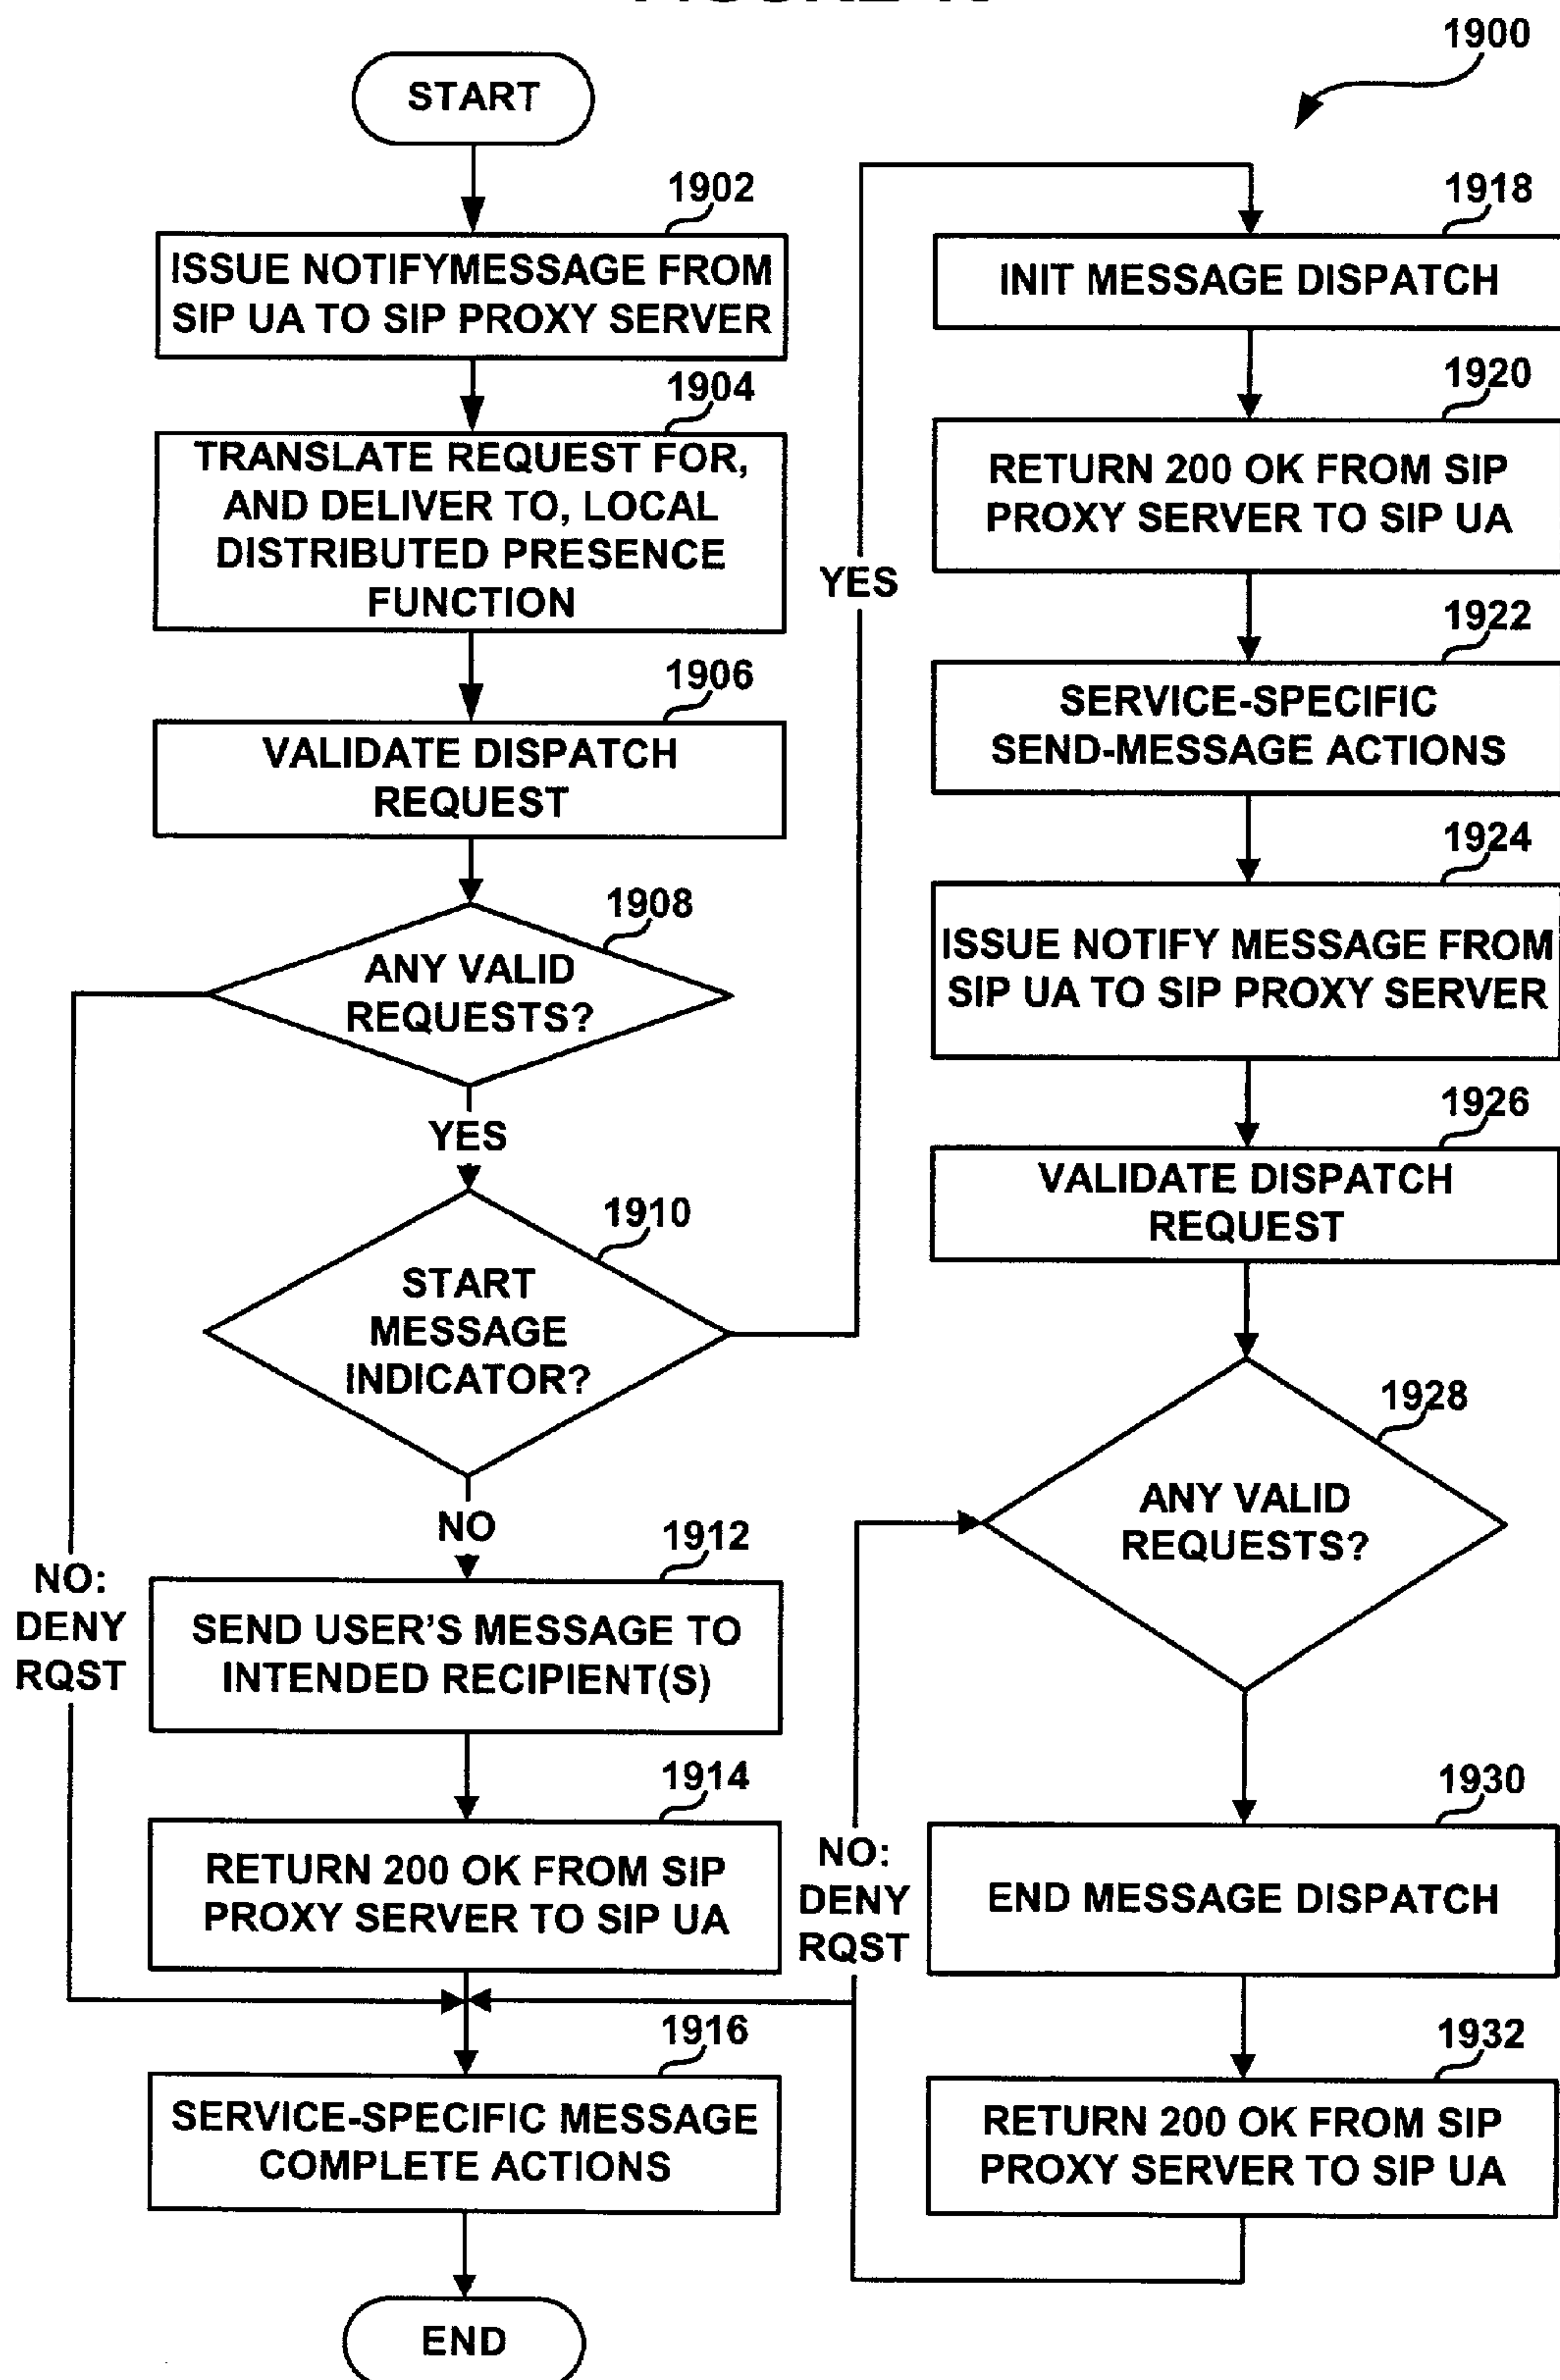 1900
START
1902
ISSUE NOTIFYMESSAGE FROM
SIP UA TO SIP PROXY SERVER
1904
TRANSLATE REQUEST FOR,
AND DELIVER TO, LOCAL
DISTRIBUTED PRESENCE
FUNCTION
1906
VALIDATE DISPATCH
REQUEST
1908
ANY VALID
REQUESTS?
YES
1910
START
MESSAGE
INDICATOR?
NO
NO:
DENY
RQST
1912
SEND USER'S MESSAGE TO
INTENDED RECIPIENT(S)
1914
RETURN 200 OK FROM SIP
PROXY SERVER TO SIP UA
1916
SERVICE-SPECIFIC MESSAGE
COMPLETE ACTIONS
END
YES
1918
INIT MESSAGE DISPATCH
1920
RETURN 200 OK FROM SIP
PROXY SERVER TO SIP UA
1922
SERVICE-SPECIFIC
SEND-MESSAGE ACTIONS
1924
ISSUE NOTIFY MESSAGE FROM
SIP UA TO SIP PROXY SERVER
1926
VALIDATE DISPATCH
REQUEST
1928
ANY VALID
REQUESTS?
NO:
DENY
RQST
1930
END MESSAGE DISPATCH
1932
RETURN 200 OK FROM SIP
PROXY SERVER TO SIP UA